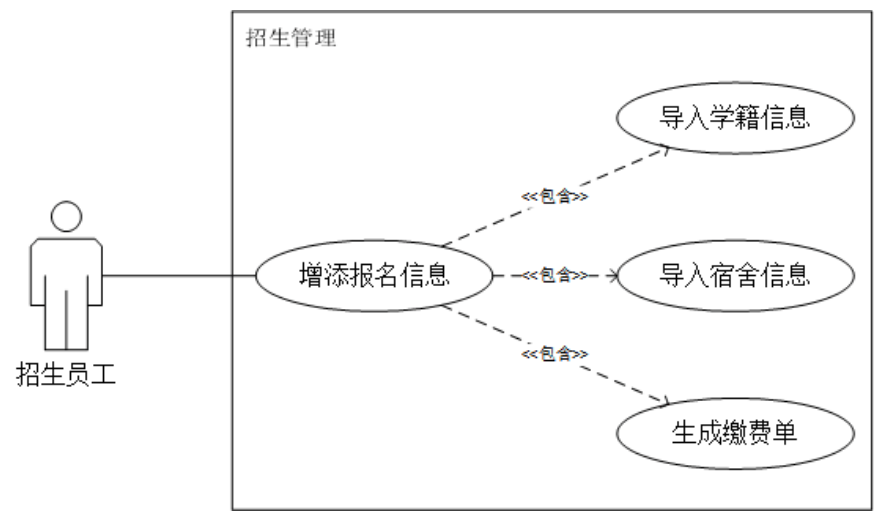 招生管理
导入学籍信息
<<包含>>
增添报名信息
<<包含>>
导入宿舍信息
<<包含>>
招生员工
生成缴费单